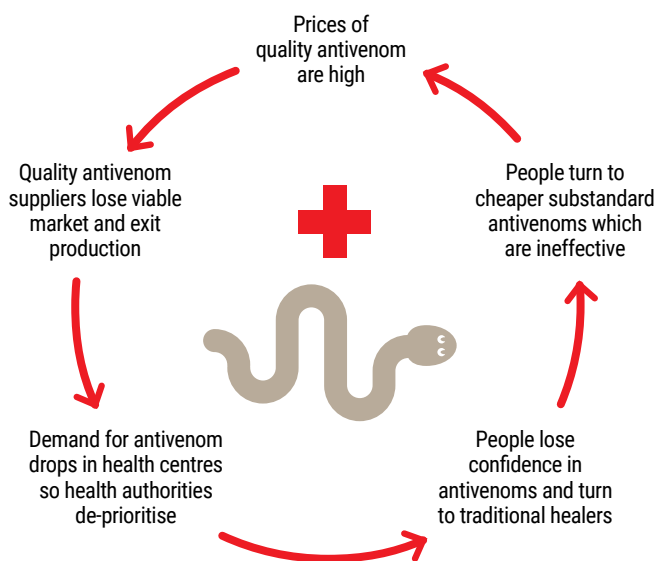 Prices of
quality antivenom
are high
Quality antivenom
suppliers lose viable
market and exit
production
People turn to
cheaper substandard
antivenoms which
are ineffective
Demand for antivenom
drops in health centres
so health authorities
de-prioritise
People lose
confidence in
antivenoms and turn
to traditional healers